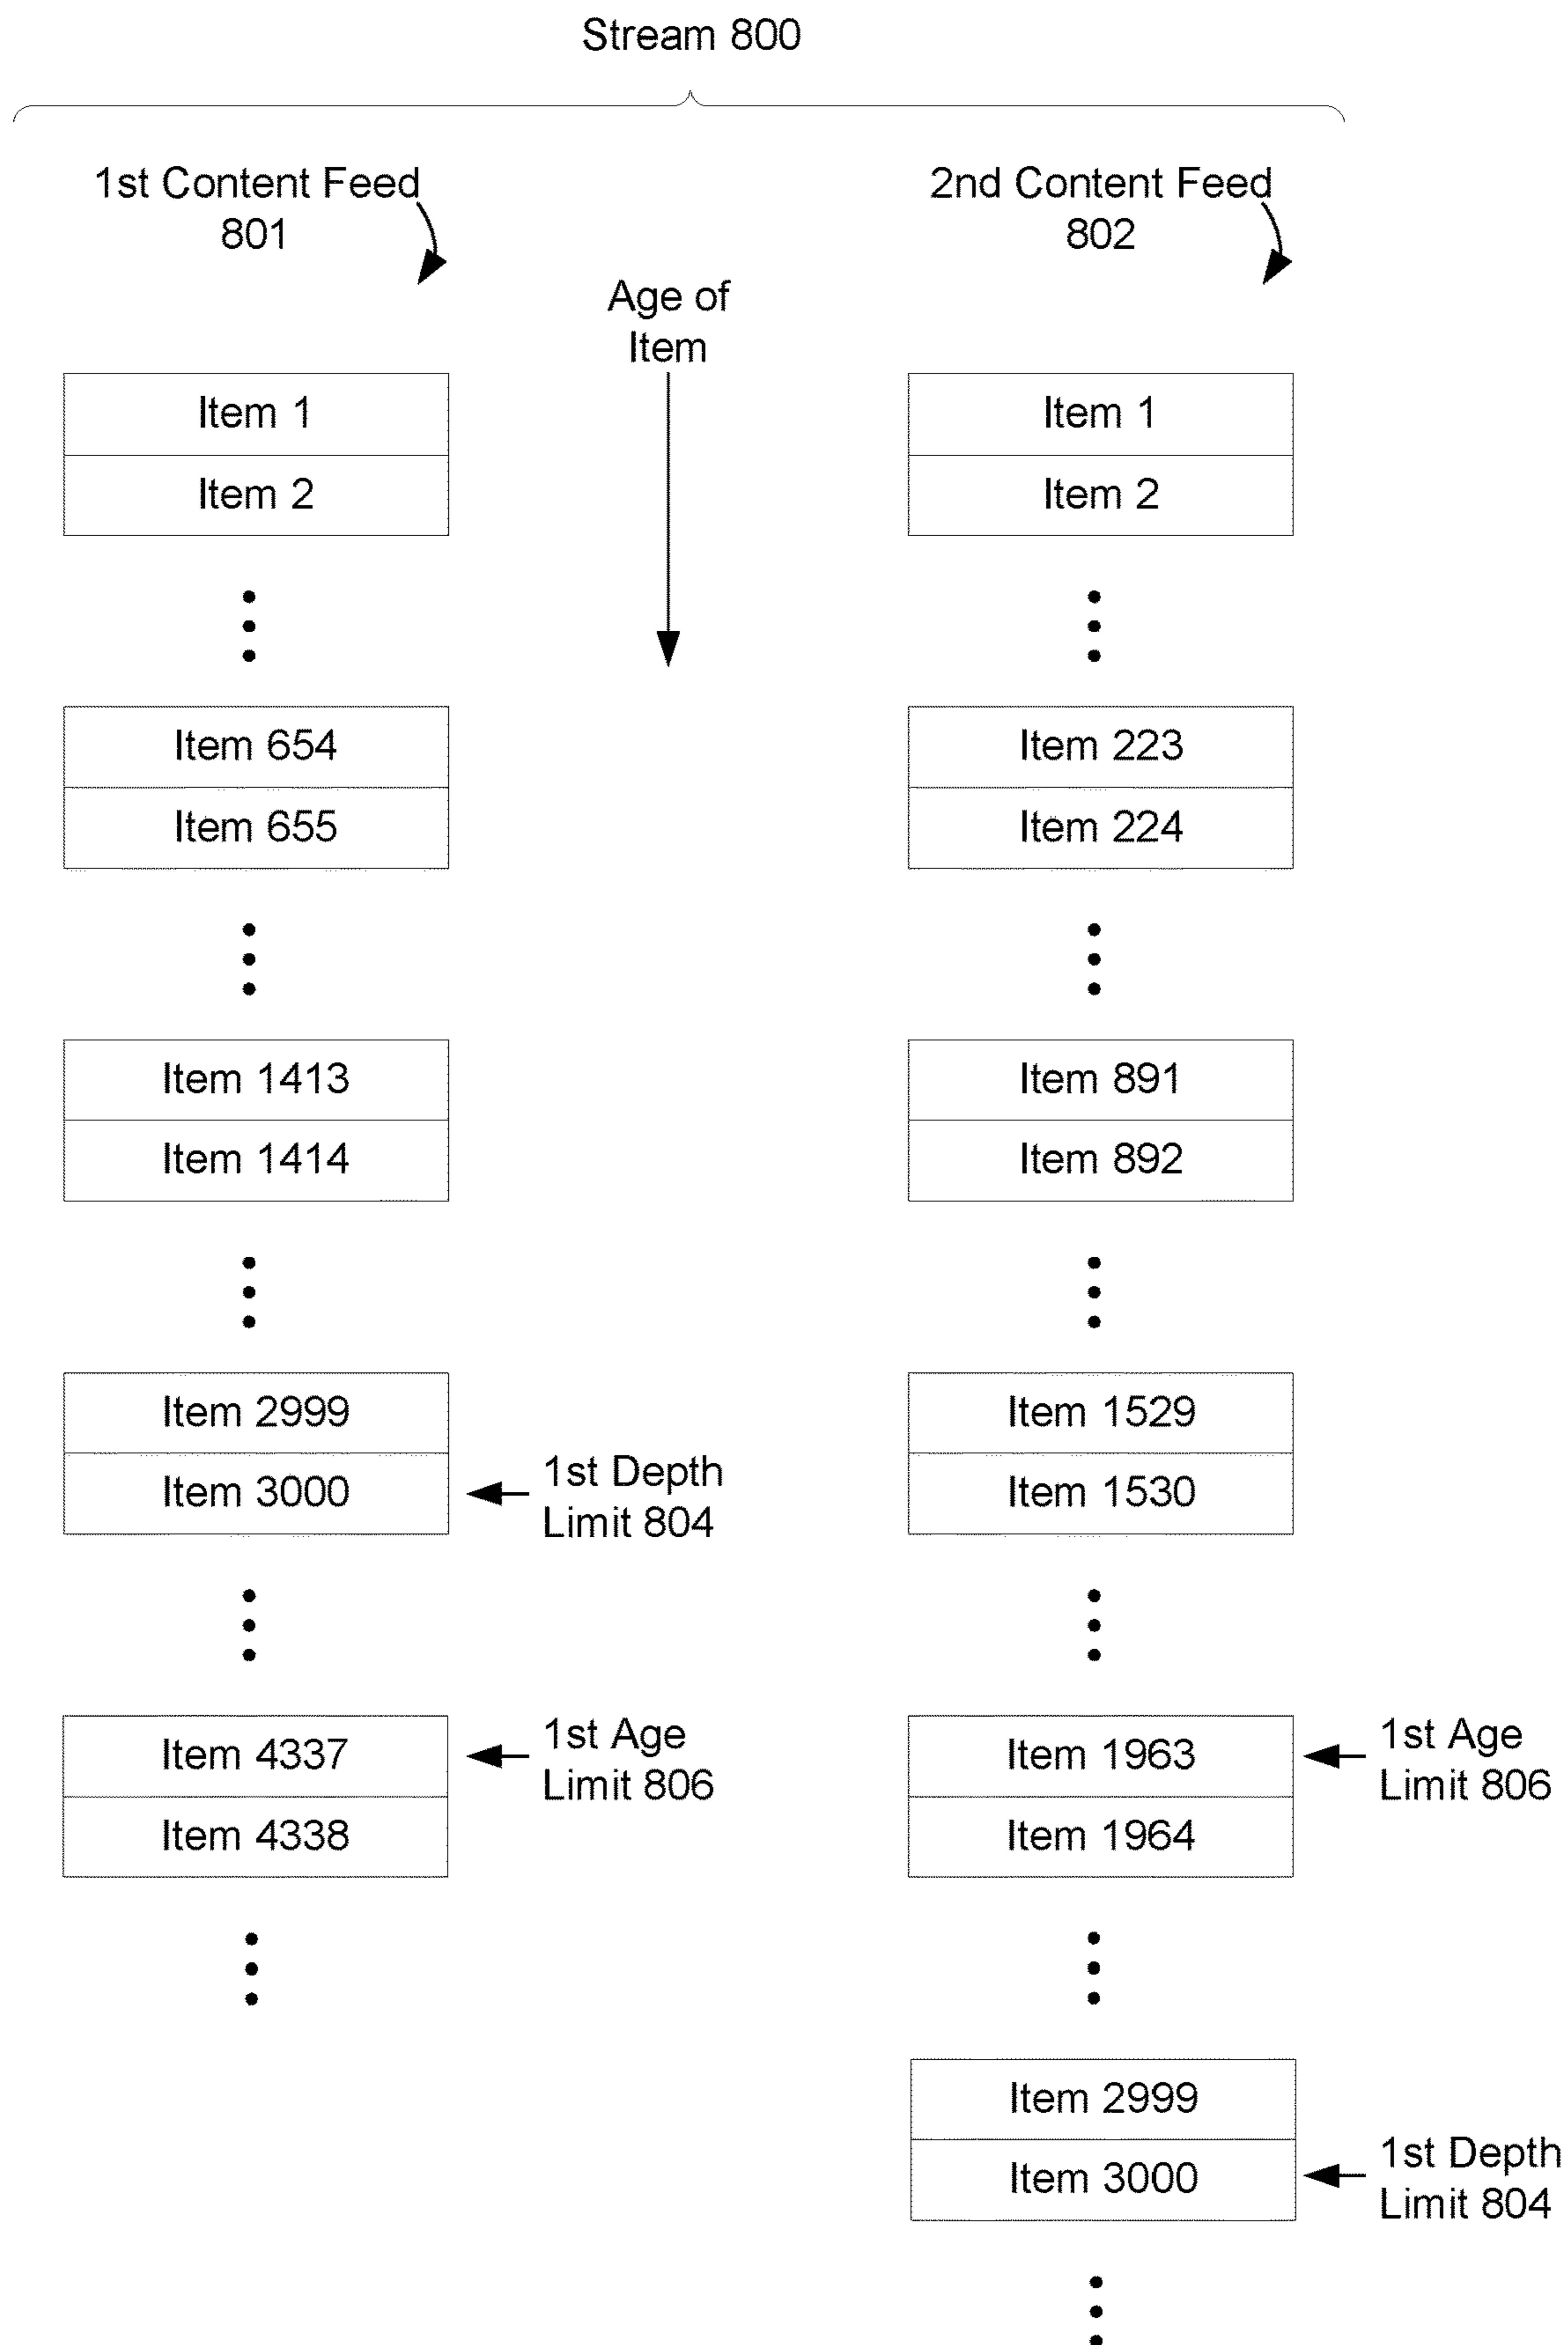 Stream 800
1st Content Feed
801
2nd Content Feed
802
Age of
Item
Item 1
Item 2
Item 1
Item 2
Item 654
Item 655
Item 223
Item 224
Item 1413
Item 1414
Item 891
Item 892
Item 2999
Item 3000
1st Depth
Limit 804
Item 1529
Item 1530
Item 4337
Item 4338
1st Age
Limit 806
Item 1963
Item 1964
1st Age
Limit 806
Item 2999
Item 3000
1st Depth
Limit 804